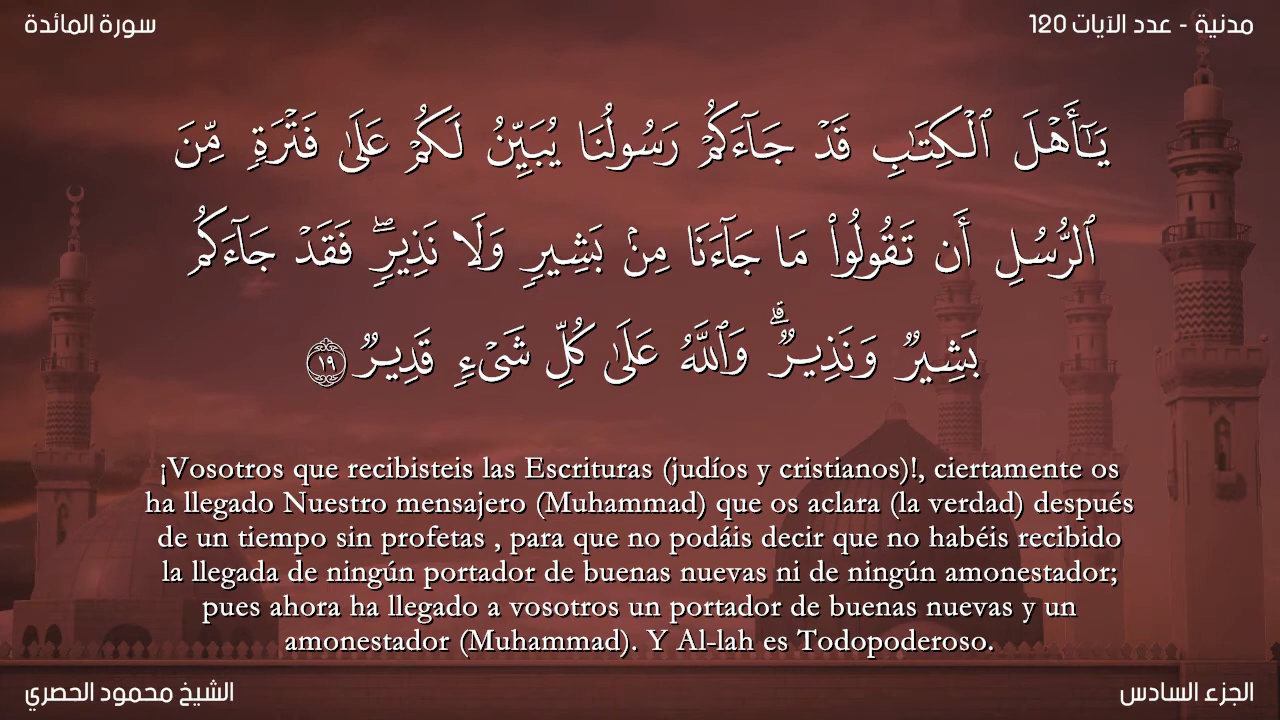 سورة المائدة
مدنية - عدد الآيات 120
يَـٰٓأَهْلَ ٱلْكِتَـٰبِ قَدْ جَآءَكُمْ رَسُولُنَا يُبَيِّنُ لَكُمْ عَلَىٰ فَتْرَةٍ مِّنَ
ٱلرُّسُلِ أَن تَقُولُوا۟ مَا جَآءَنَا مِنۢ بَشِيرٍ وَلَا نَذِيرٍ ۖ فَقَدْ جَآءَكُم
بَشِيرٌ وَنَذِيرٌ ۗ وَٱللَّهُ عَلَىٰ كُلِّ شَىْءٍ قَدِيرٌ ١٩
¡Vosotros que recibisteis las Escrituras (judíos y cristianos)!, ciertamente os
ha llegado Nuestro mensajero (Muhammad) que os aclara (la verdad) después
de un tiempo sin profetas , para que no podáis decir que no habéis recibido
la llegada de ningún portador de buenas nuevas ni de ningún amonestador;
pues ahora ha llegado a vosotros un portador de buenas nuevas y un
amonestador (Muhammad). Y Al-lah es Todopoderoso.
الشيخ محمود الحصري
الجزء السادس